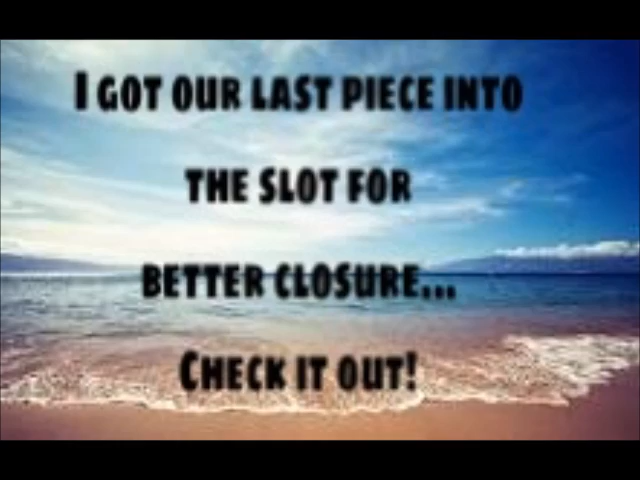 I GOT OUR LAST PIECE INTO
THE SLOT FOR
BETTER CLOSURE...
CHECK IT OUT!